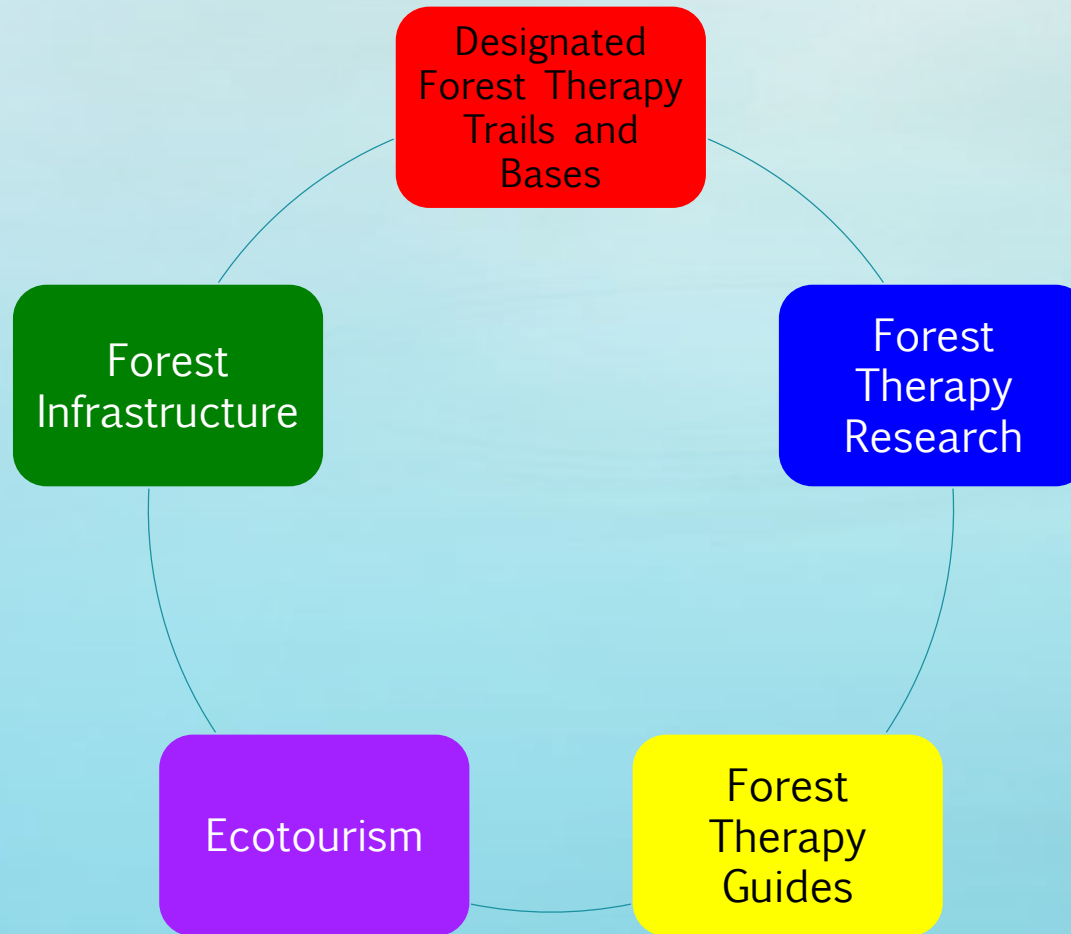 Designated
Forest Therapy
Trails and
Bases
Forest
Infrastructure
Forest
Therapy
Research
Ecotourism
Forest
Therapy
Guides